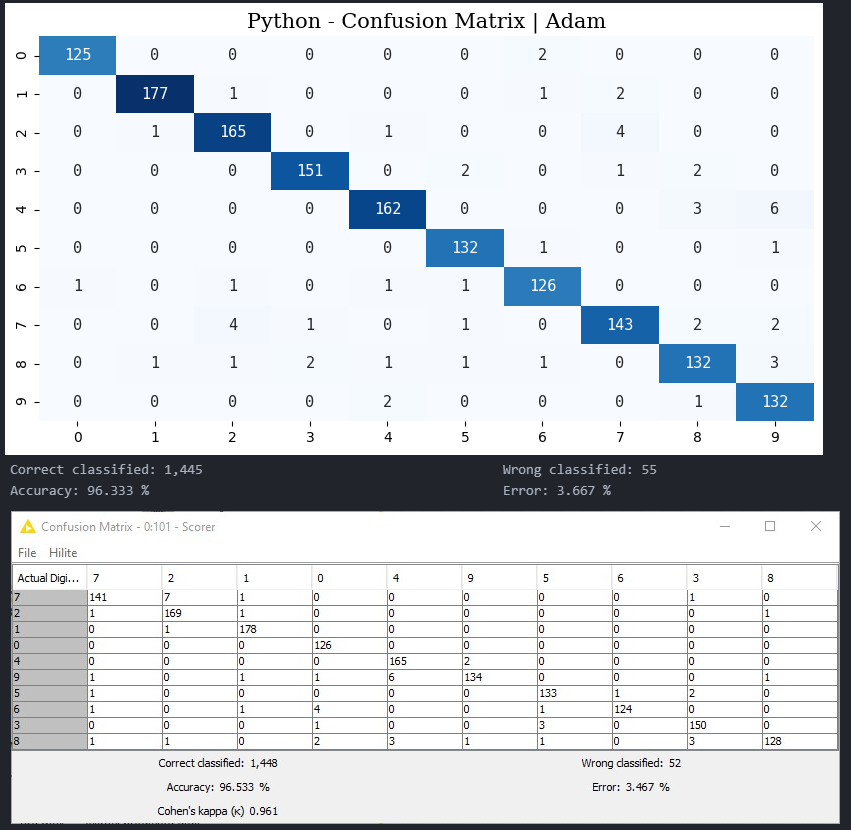 Python - Confusion Matrix | Adam
0 125 0 0 0 0 0 2 0 0 0
1 0 177 1 0 0 0 1 2 0 0
2 0 1 165 0 1 0 0 4 0 0
3 0 0 0 151 0 2 0 1 2 0
4 0 0 0 0 162 0 0 0 3 6
5 0 0 0 0 0 132 1 0 0 1
6 1 0 1 0 1 1 126 0 0 0
7 0 0 4 1 0 1 0 143 2 2
8 0 1 1 2 1 1 1 0 132 3
9 0 0 0 0 2 0 0 0 1 132
0 1 2 3 4 5 6 7 8 9
Correct classified: 1,445 Wrong classified: 55
Accuracy: 96.333 % Error: 3.667 %
Confusion Matrix - 0:101 - Scorer
File Hilite
Actual Digi... 7 2 1 0 4 9 5 6 3 8
7 141 7 1 0 0 0 0 0 1 0
2 1 169 1 0 0 0 0 0 0 1
1 0 1 178 0 0 0 0 0 0 0
0 0 0 0 126 0 0 0 0 0 0
4 0 0 0 0 165 2 0 0 0 0
9 1 0 1 1 6 134 0 0 0 1
5 1 0 0 0 0 0 133 1 2 0
6 1 0 1 4 0 0 1 124 0 0
3 0 0 0 1 0 0 3 0 150 0
8 1 1 0 2 3 1 1 0 3 128
Correct classified: 1,448 Wrong classified: 52
Accuracy: 96.533 % Error: 3.467 %
Cohen's kappa (κ) 0.961